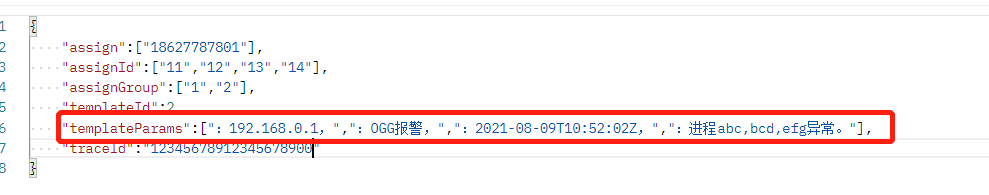 1 {
2 "assign":["18627787801"],
3 "assignId":["11","12","13","14"],
4 "assignGroup":["1","2"],
5 "templateId":2,
6 "templateParams":[": 192.168.0.1，",": OGG报警，",": 2021-08-09T10:52:02Z，",": 进程abc,bcd,efg异常。"],
7 "traceId":"12345678912345678900"
8 }